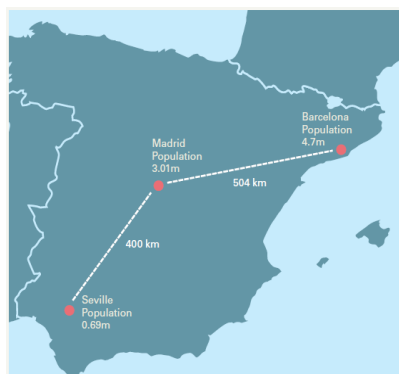 Barcelona
Population
4.7m
Madrid
Population
3.01m
504 km
400 km
Seville
Population
0.69m